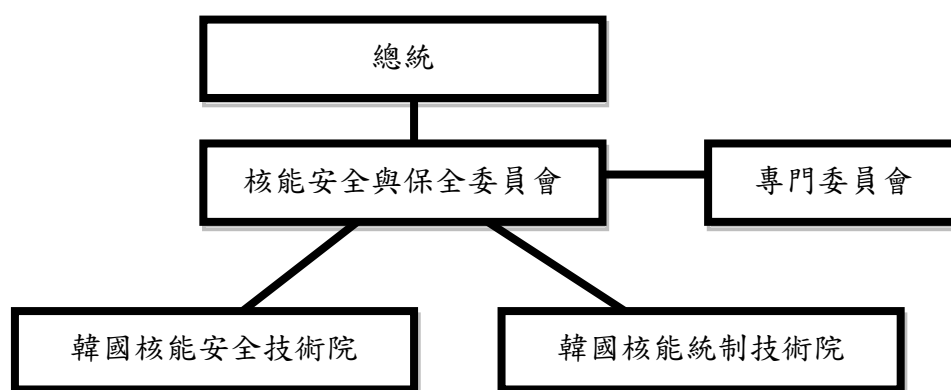 總統
核能安全與保全委員會
專門委員會
韓國核能安全技術院
韓國核能統制技術院